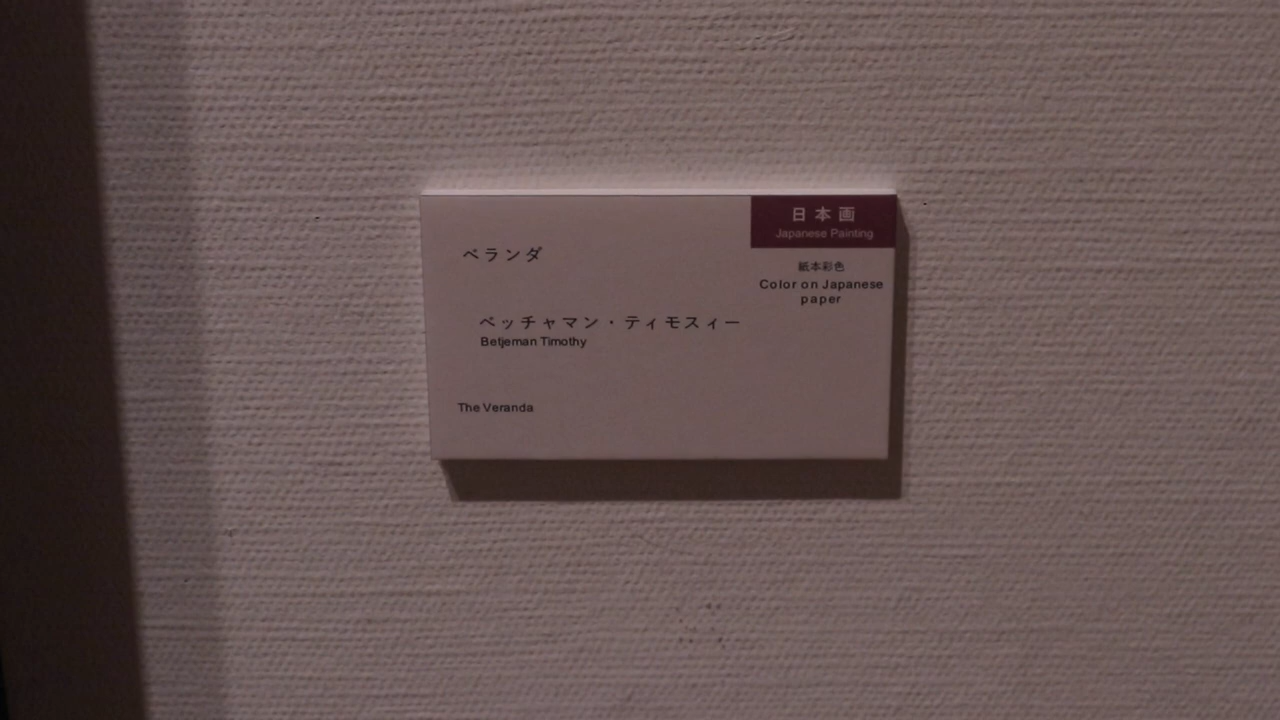 日本画
Japanese Painting
紙本彩色
Color on Japanese
paper
ベランダ
ベッチャマン・ティモスィー
Betjeman Timothy
The Veranda